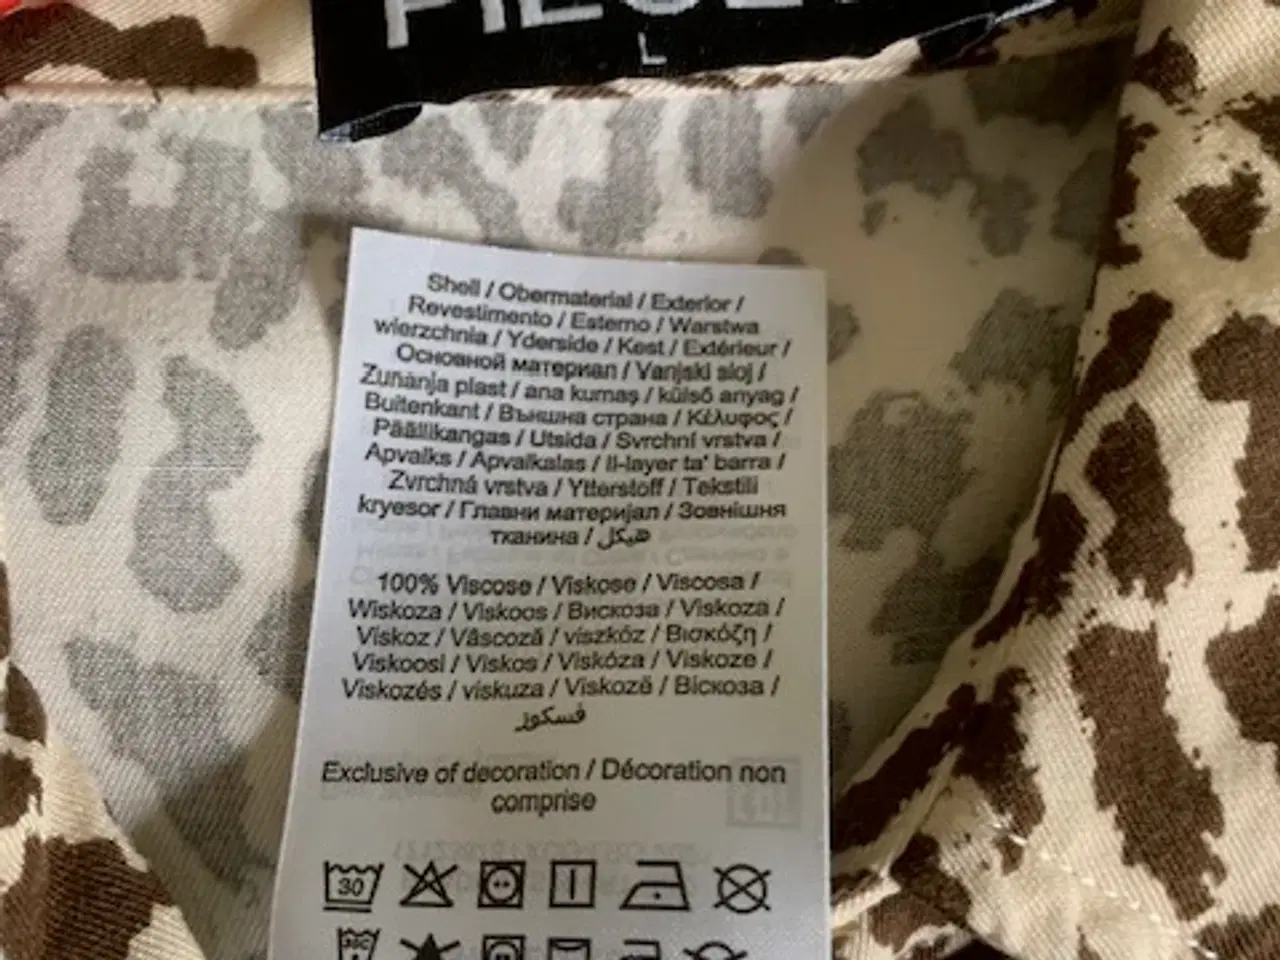 L
Shell / Obermaterial / Exterior /
Revestimento / Esterno / Warstwa
wierzchnia / Yderside / Kest / Extérieur /
Основной материал / Vanjski sloj /
Zunanja plast / ana kumaş / külső anyag /
Buitenkant / Външна страна / Κέλυφος /
Päällikangas / Utsida / Svrchní vrstva /
Apvalks / Apvalkalas / Il-layer ta' barra /
Zvrchná vrstva / Ytterstoff / Tekstili
kryesor / Главни материјал / Зовнішня
тканина / هيكل
100% Viscose / Viskose / Viscosa /
Wiskoza / Viskoos / Вискоза / Viskoza /
Viskoz / Vâscoză / viszkóz / Βισκόζη /
Viskoosi / Viskos / Viskóza / Viskoze /
Viskozės / viskuza / Viskozë / Віскоза /
فسكوز
Exclusive of decoration / Décoration non
comprise
30